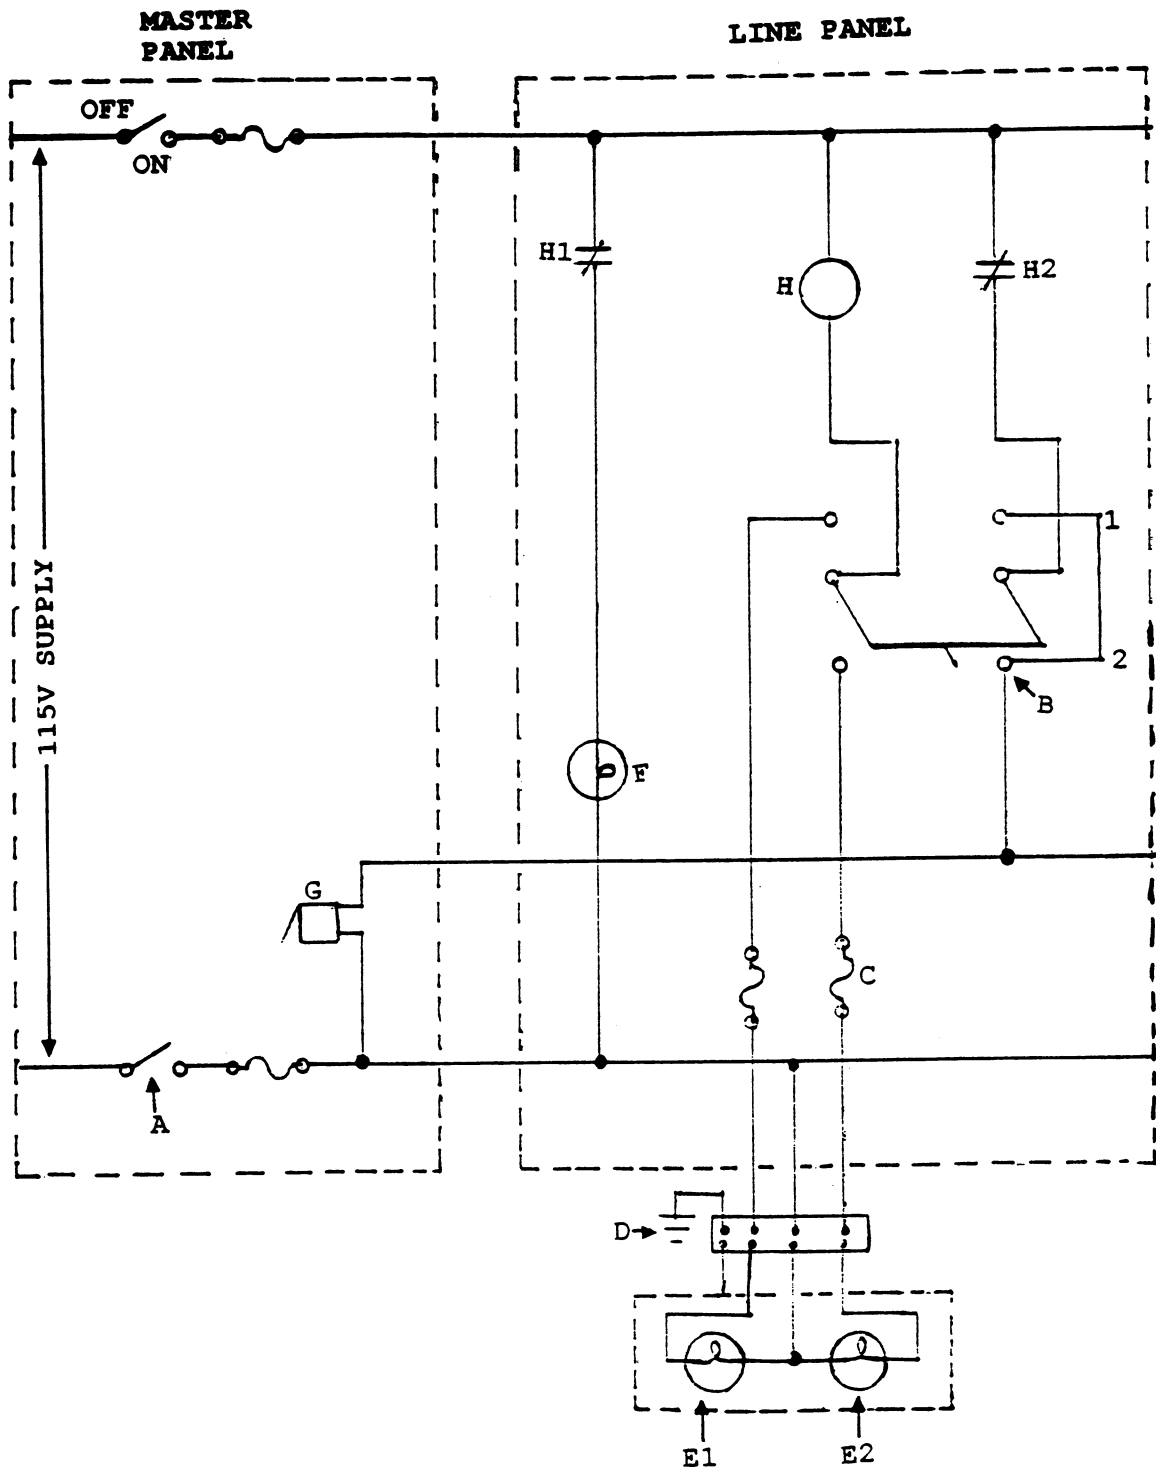 MASTER
PANEL
LINE PANEL
OFF
ON
H1
H
H2
1
2
B
115V SUPPLY
F
G
C
A
D
E1
E2